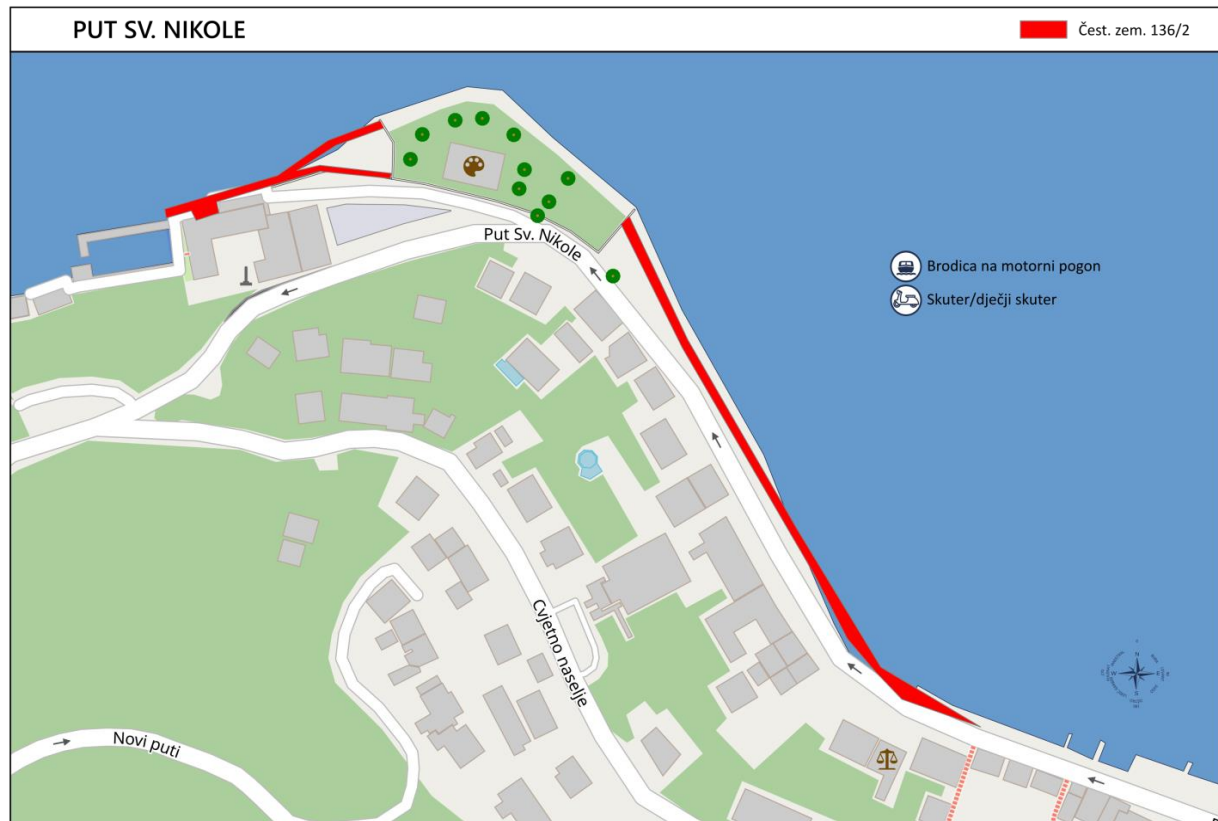 PUT SV. NIKOLE
Čest. zem. 136/2
Put Sv. Nikole
Brodica na motorni pogon
Skuter/dječji skuter
Cvjetno naselje
Novi puti
N
W
E
S